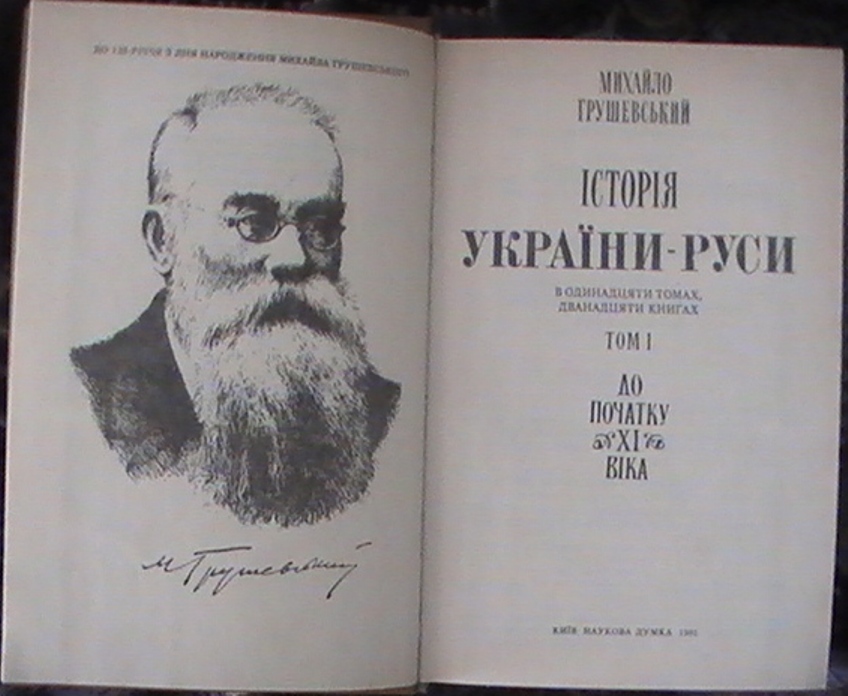 ДО 125-РІЧЧЯ З ДНЯ НАРОДЖЕННЯ МИХАЙЛА ГРУШЕВСЬКОГО
М Грушевський
МИХАЙЛО
ГРУШЕВСЬКИЙ
ІСТОРІЯ
УКРАЇНИ-РУСИ
В ОДИНАДЦЯТИ ТОМАХ,
ДВАНАДЦЯТИ КНИГАХ
ТОМ І
ДО
ПОЧАТКУ
ХІ
ВІКА
КИЇВ НАУКОВА ДУМКА 1991